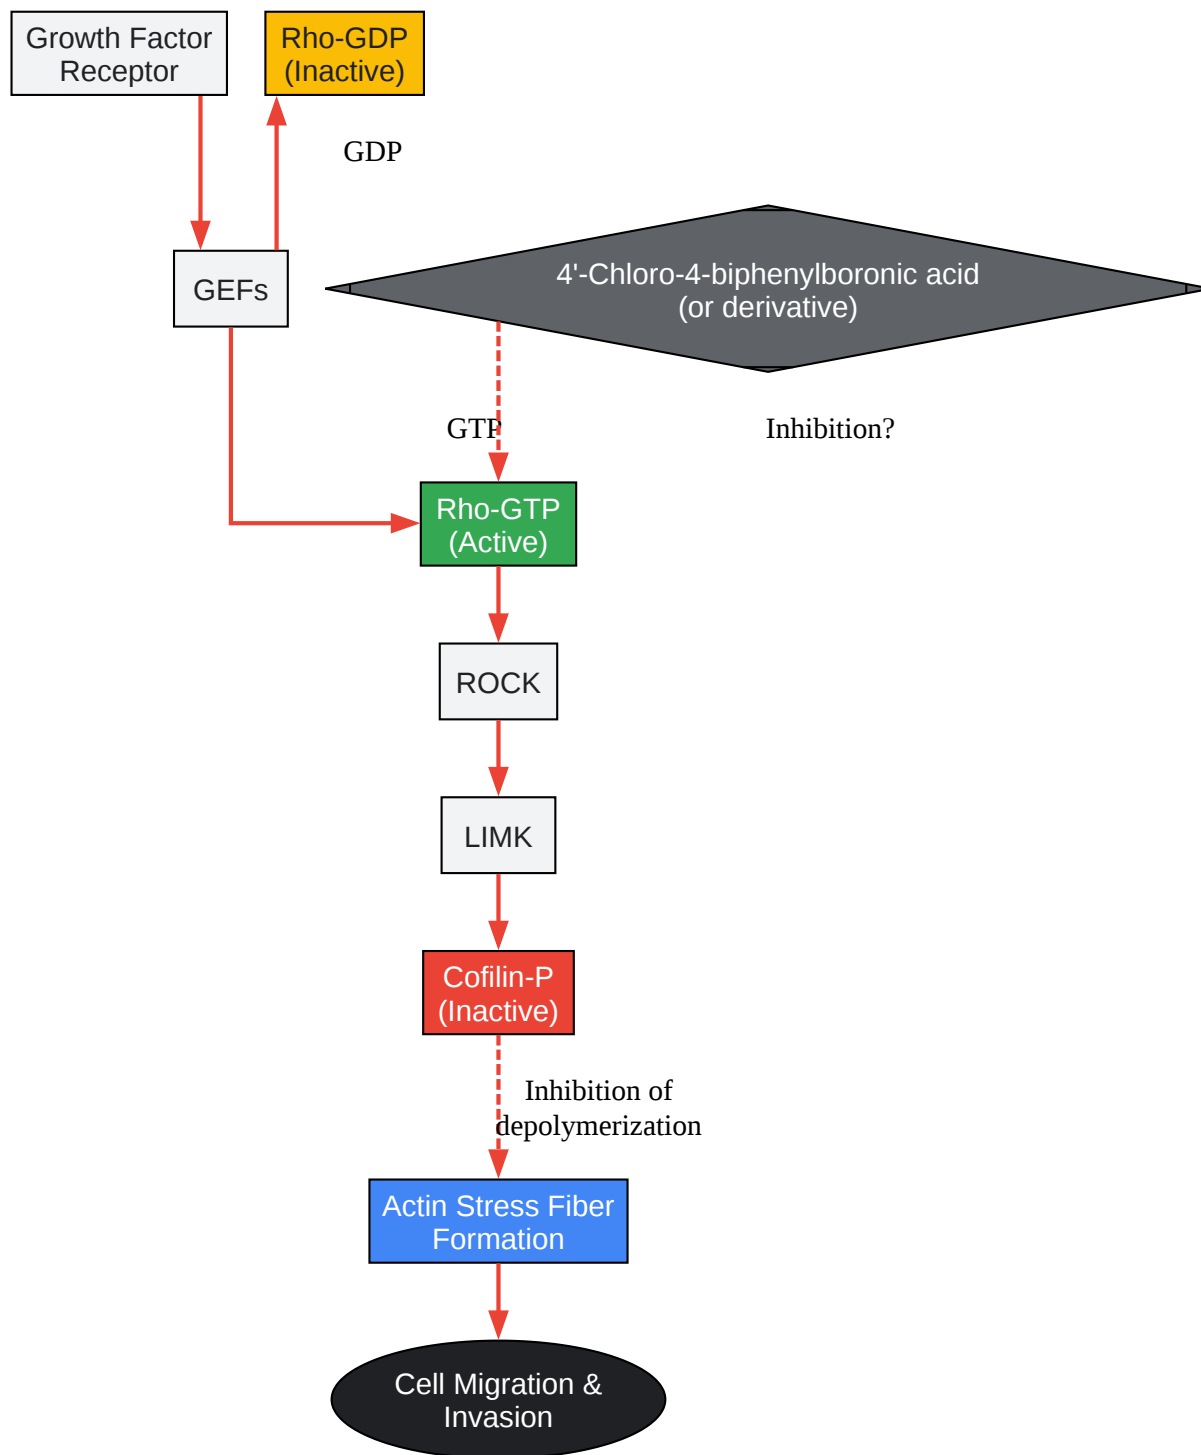 Growth Factor
Receptor
Rho-GDP
(Inactive)
GDP
GEFs
4'-Chloro-4-biphenylboronic acid
(or derivative)
GTP
Inhibition?
Rho-GTP
(Active)
ROCK
LIMK
Cofilin-P
(Inactive)
Inhibition of
depolymerization
Actin Stress Fiber
Formation
Cell Migration &
Invasion